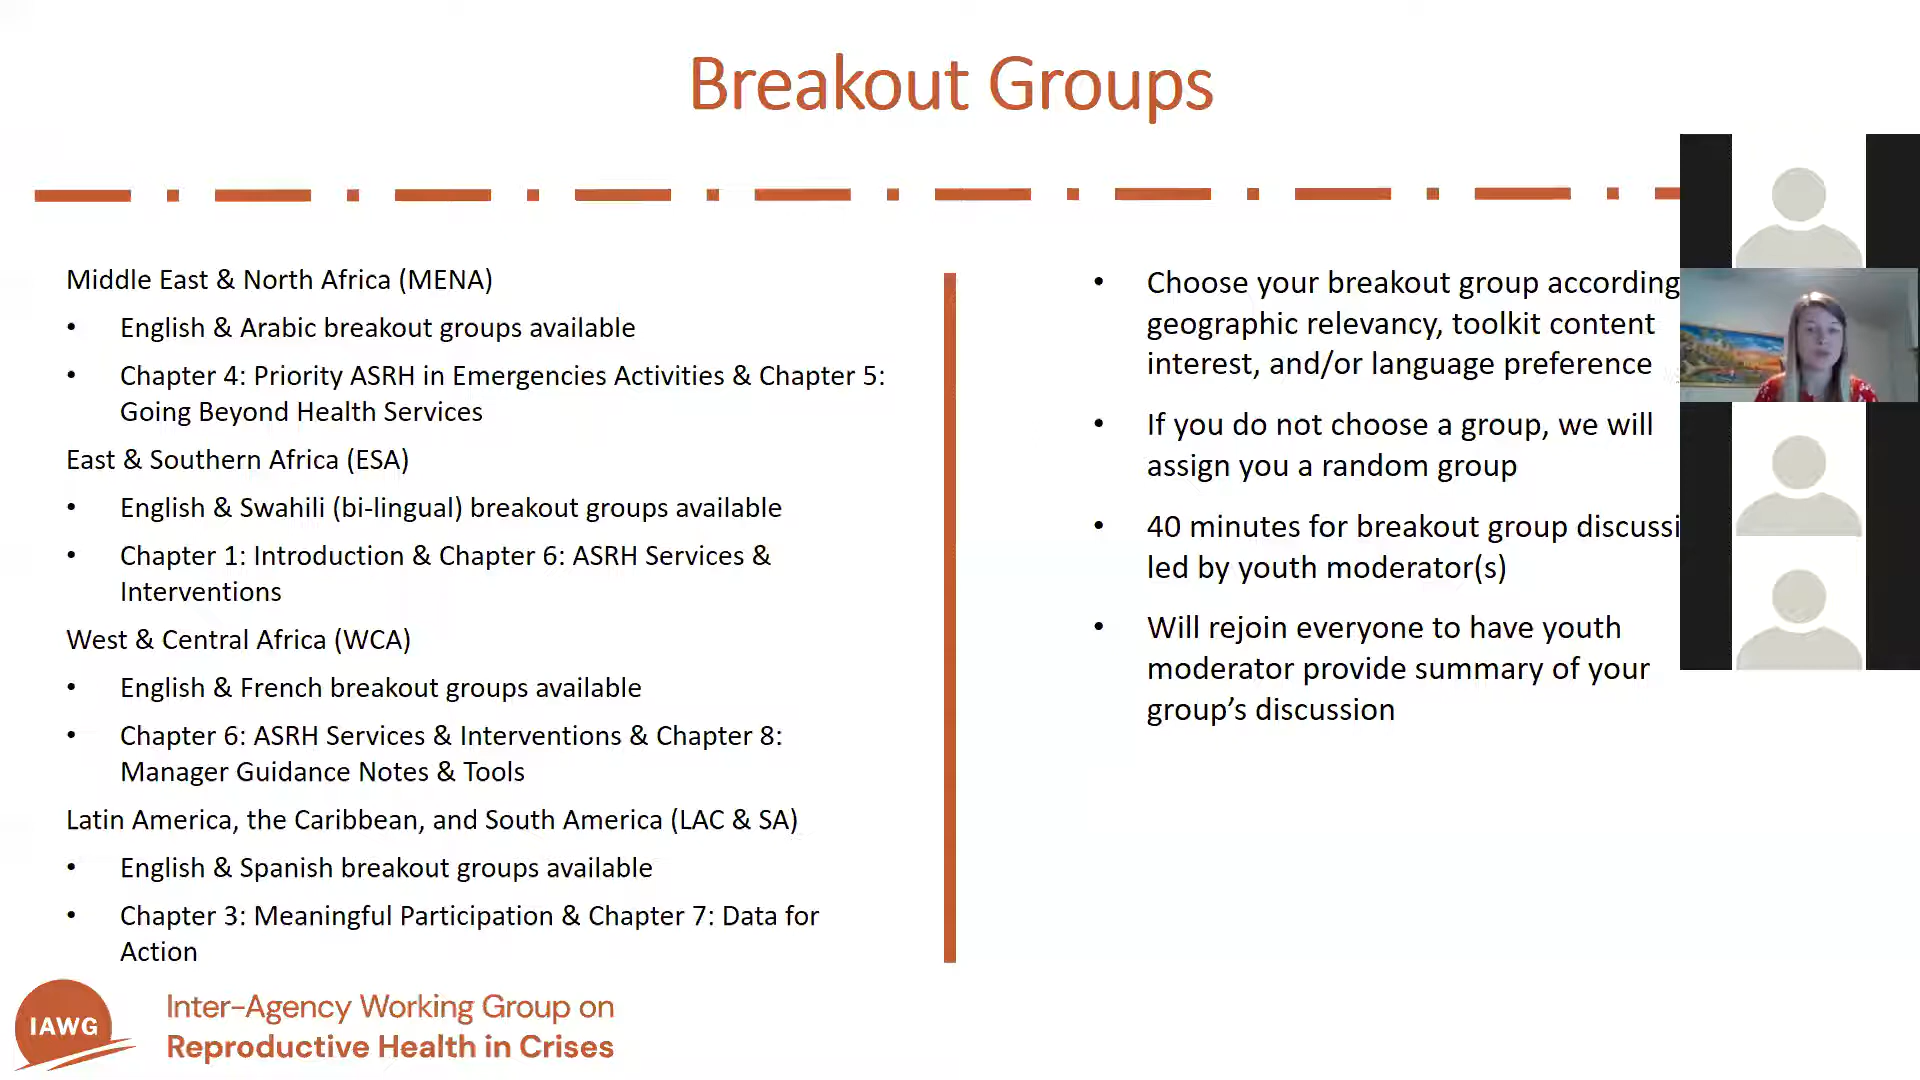 Breakout Groups
Middle East & North Africa (MENA)
• English & Arabic breakout groups available
• Chapter 4: Priority ASRH in Emergencies Activities & Chapter 5:
Going Beyond Health Services
East & Southern Africa (ESA)
• English & Swahili (bi-lingual) breakout groups available
• Chapter 1: Introduction & Chapter 6: ASRH Services &
Interventions
West & Central Africa (WCA)
• English & French breakout groups available
• Chapter 6: ASRH Services & Interventions & Chapter 8:
Manager Guidance Notes & Tools
Latin America, the Caribbean, and South America (LAC & SA)
• English & Spanish breakout groups available
• Chapter 3: Meaningful Participation & Chapter 7: Data for
Action
• Choose your breakout group according
geographic relevancy, toolkit content
interest, and/or language preference
• If you do not choose a group, we will
assign you a random group
• 40 minutes for breakout group discussi
led by youth moderator(s)
• Will rejoin everyone to have youth
moderator provide summary of your
group’s discussion
IAWG
Inter-Agency Working Group on
Reproductive Health in Crises